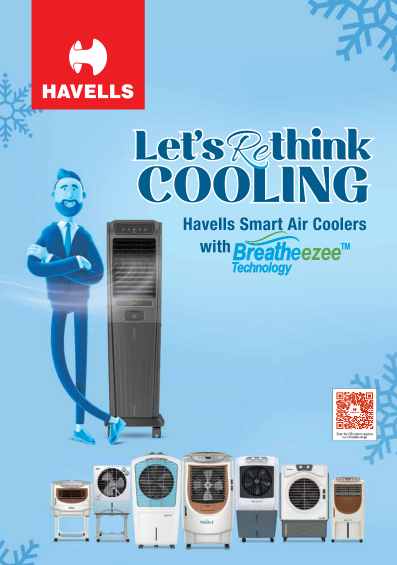 HAVELLS
Let's Rethink
COOLING
Havells Smart Air Coolers
with Breatheezee™
Technology